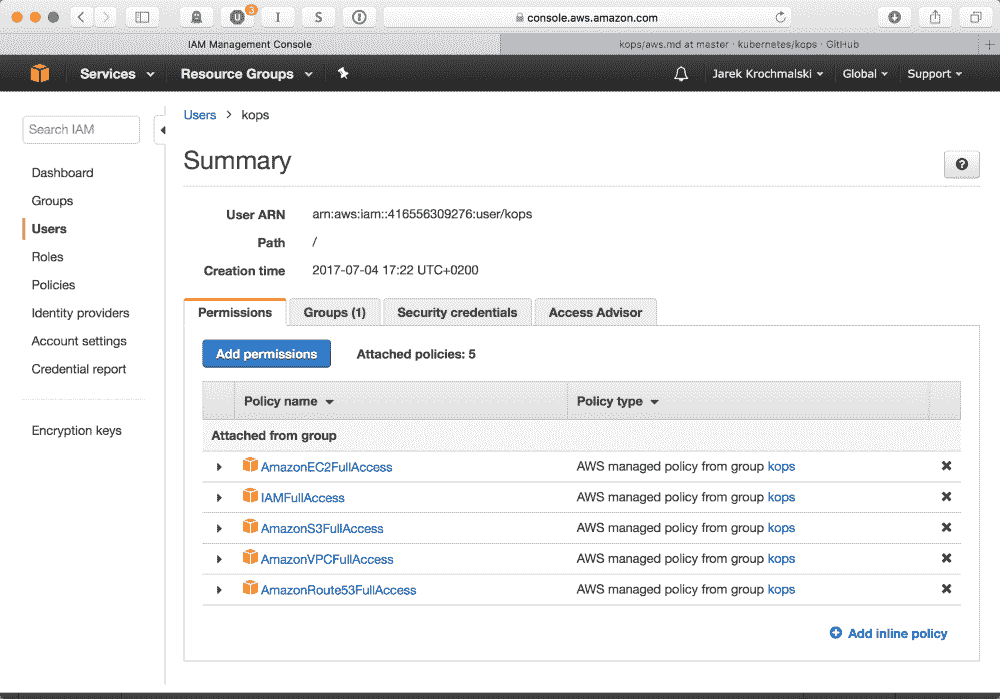 3
I
S
console.aws.amazon.com
IAM Management Console
kops/aws.md at master · kubernetes/kops · GitHub
Services
Resource Groups
Jarek Krochmalski
Global
Support
Search IAM
Dashboard
Groups
Users
Roles
Policies
Identity providers
Account settings
Credential report
Encryption keys
Users > kops
Summary
User ARN arn:aws:iam::416556309276:user/kops
Path /
Creation time 2017-07-04 17:22 UTC+0200
Permissions
Groups (1)
Security credentials
Access Advisor
Add permissions
Attached policies: 5
Policy name
Policy type
Attached from group
AmazonEC2FullAccess AWS managed policy from group kops
IAMFullAccess AWS managed policy from group kops
AmazonS3FullAccess AWS managed policy from group kops
AmazonVPCFullAccess AWS managed policy from group kops
AmazonRoute53FullAccess AWS managed policy from group kops
Add inline policy